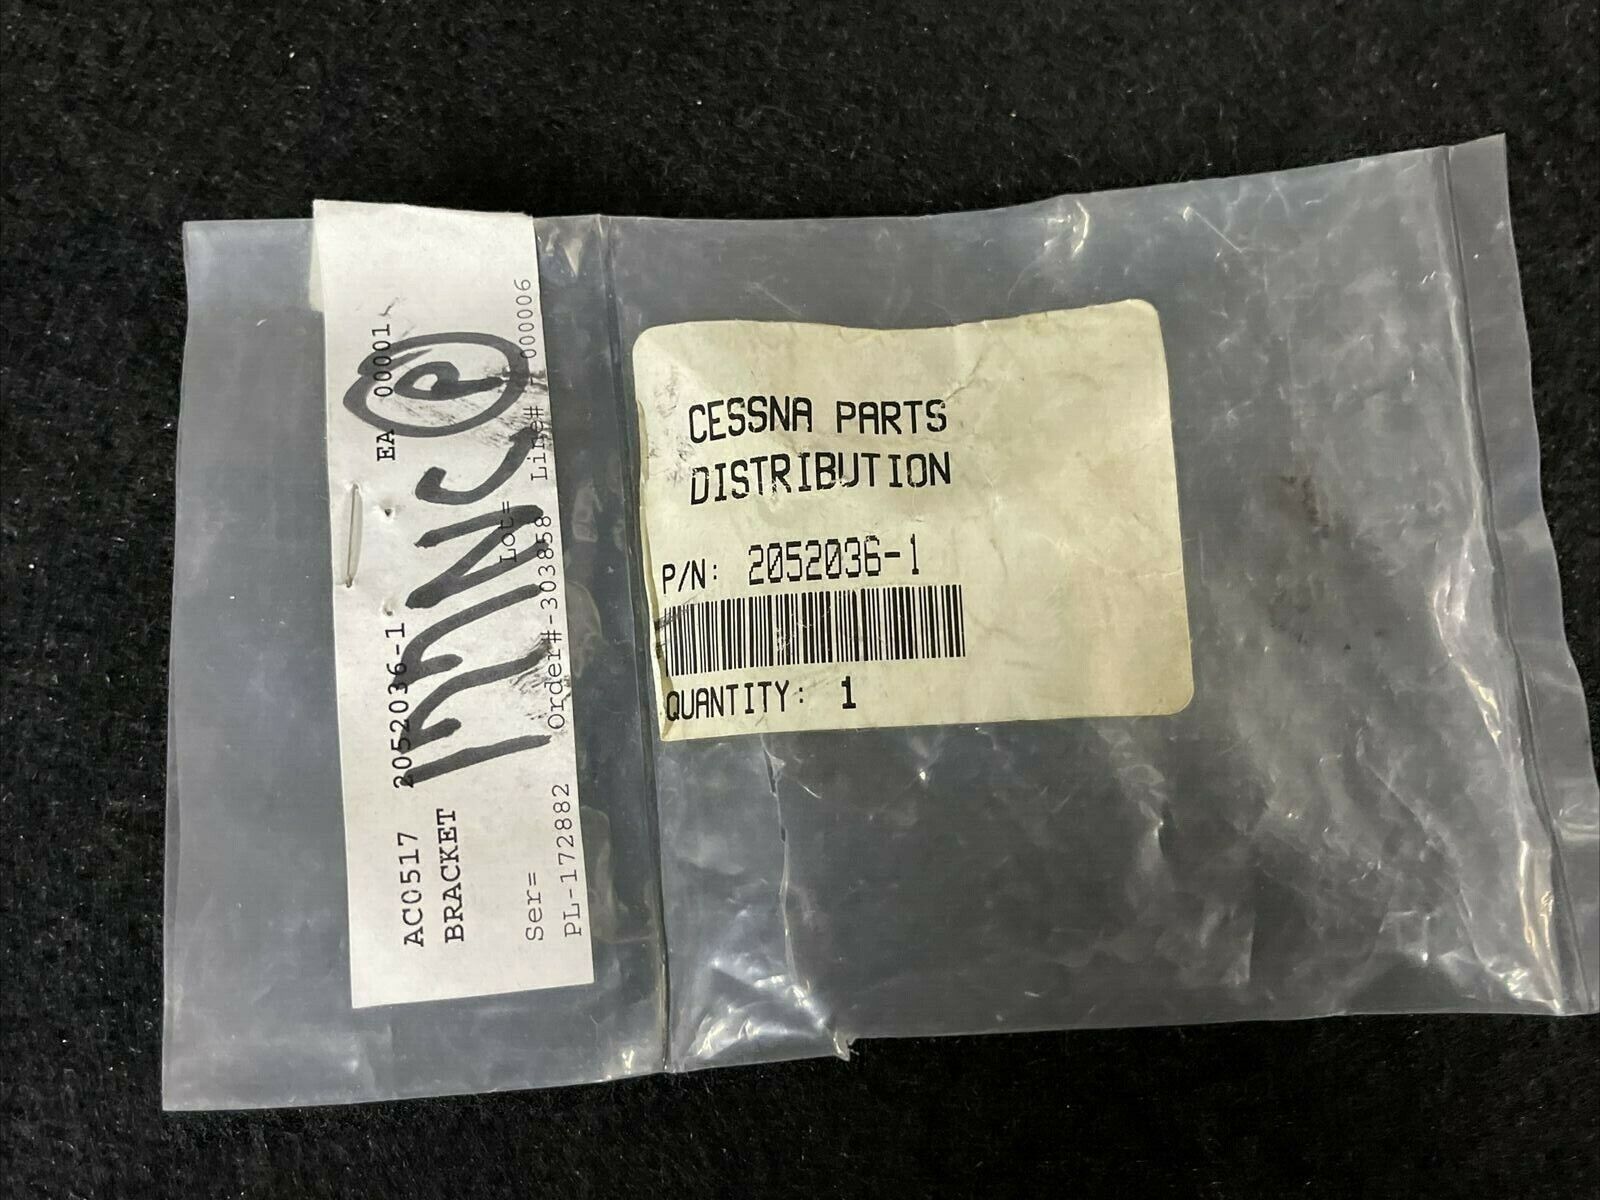 AC0517 2052036-1 EA 00001
BRACKET
Ser= Lot=
PL-172882 Order#-303858 Line# 000006
P
CESSNA PARTS
DISTRIBUTION
P/N: 2052036-1
QUANTITY: 1